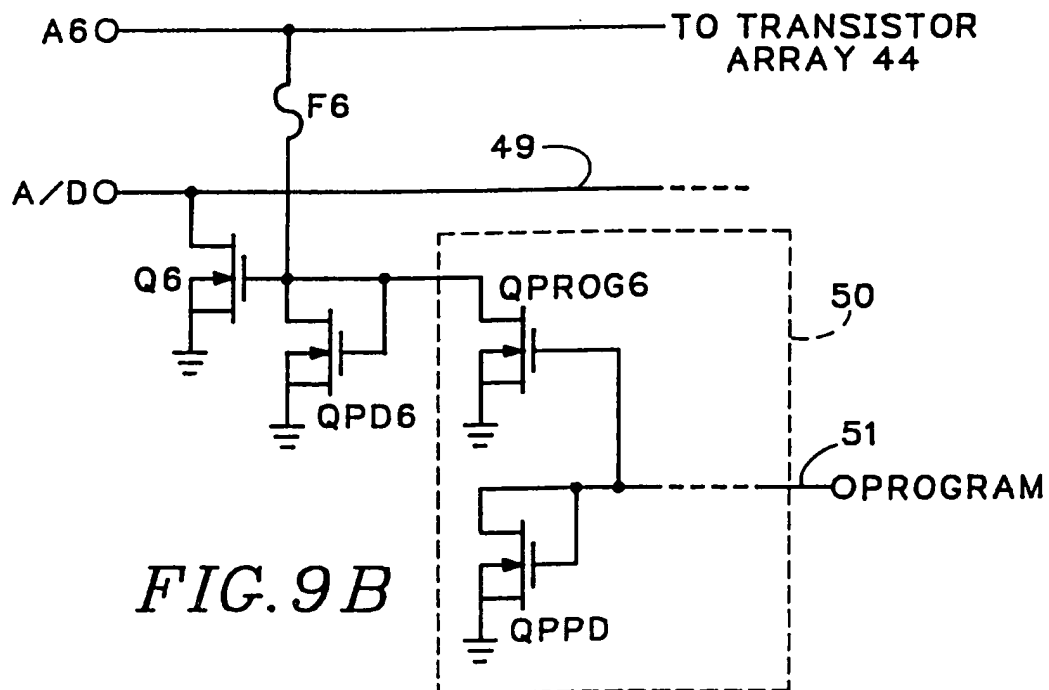 A6
TO TRANSISTOR
ARRAY 44
F6
49
A/D
Q6
QPROG6
50
QPD6
51
PROGRAM
FIG. 9B
QPPD